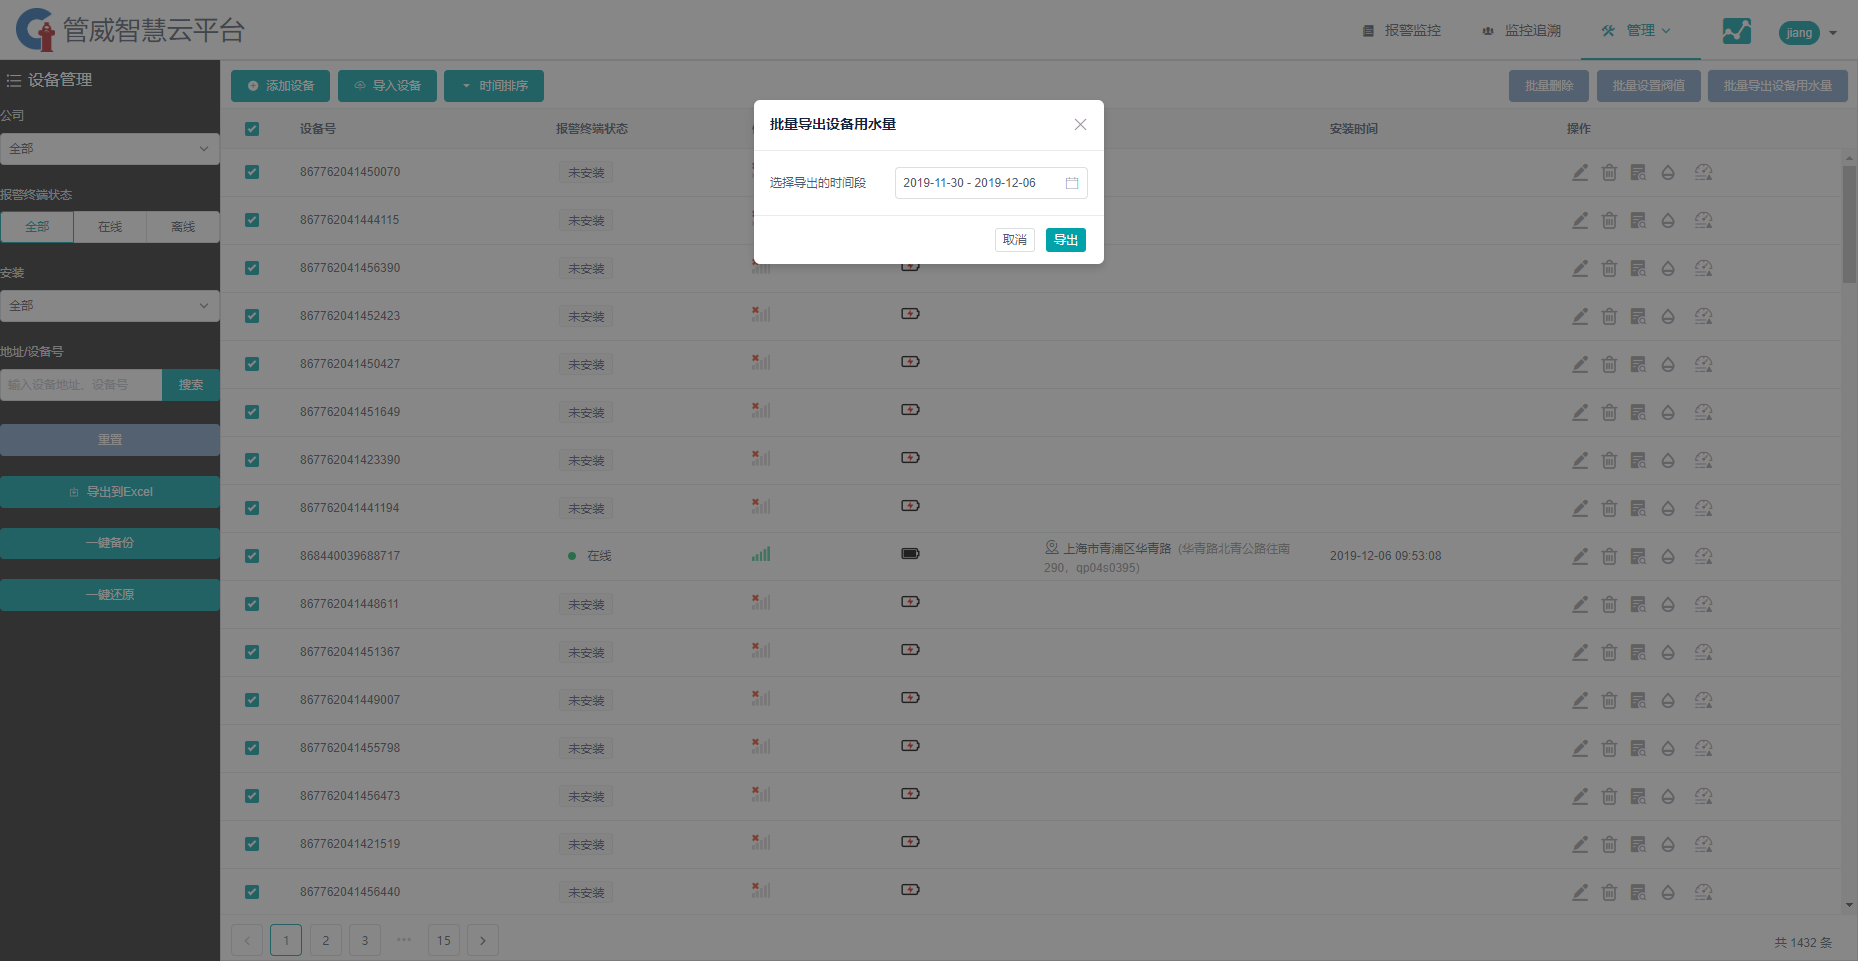 管威智慧云平台
报警监控
监控追溯
管理
jiang
设备管理
公司
全部
报警终端状态
全部 在线 离线
安装
全部
地址/设备号
输入设备地址、设备号 搜索
重置
导出到Excel
一键备份
一键还原
添加设备 导入设备 时间排序 批量删除 批量设置阀值 批量导出设备用水量
批量导出设备用水量
选择导出的时间段 2019-11-30 - 2019-12-06
取消 导出
设备号 报警终端状态 安装时间 操作
867762041450070 未安装
867762041444115 未安装
867762041456390 未安装
867762041452423 未安装
867762041450427 未安装
867762041451649 未安装
867762041423390 未安装
867762041441194 未安装
868440039688717 在线 上海市青浦区华青路 (华青路北青公路往南 2019-12-06 09:53:08
290，qp04s0395)
867762041448611 未安装
867762041451367 未安装
867762041449007 未安装
867762041455798 未安装
867762041456473 未安装
867762041421519 未安装
867762041456440 未安装
1 2 3 ••• 15
共 1432 条